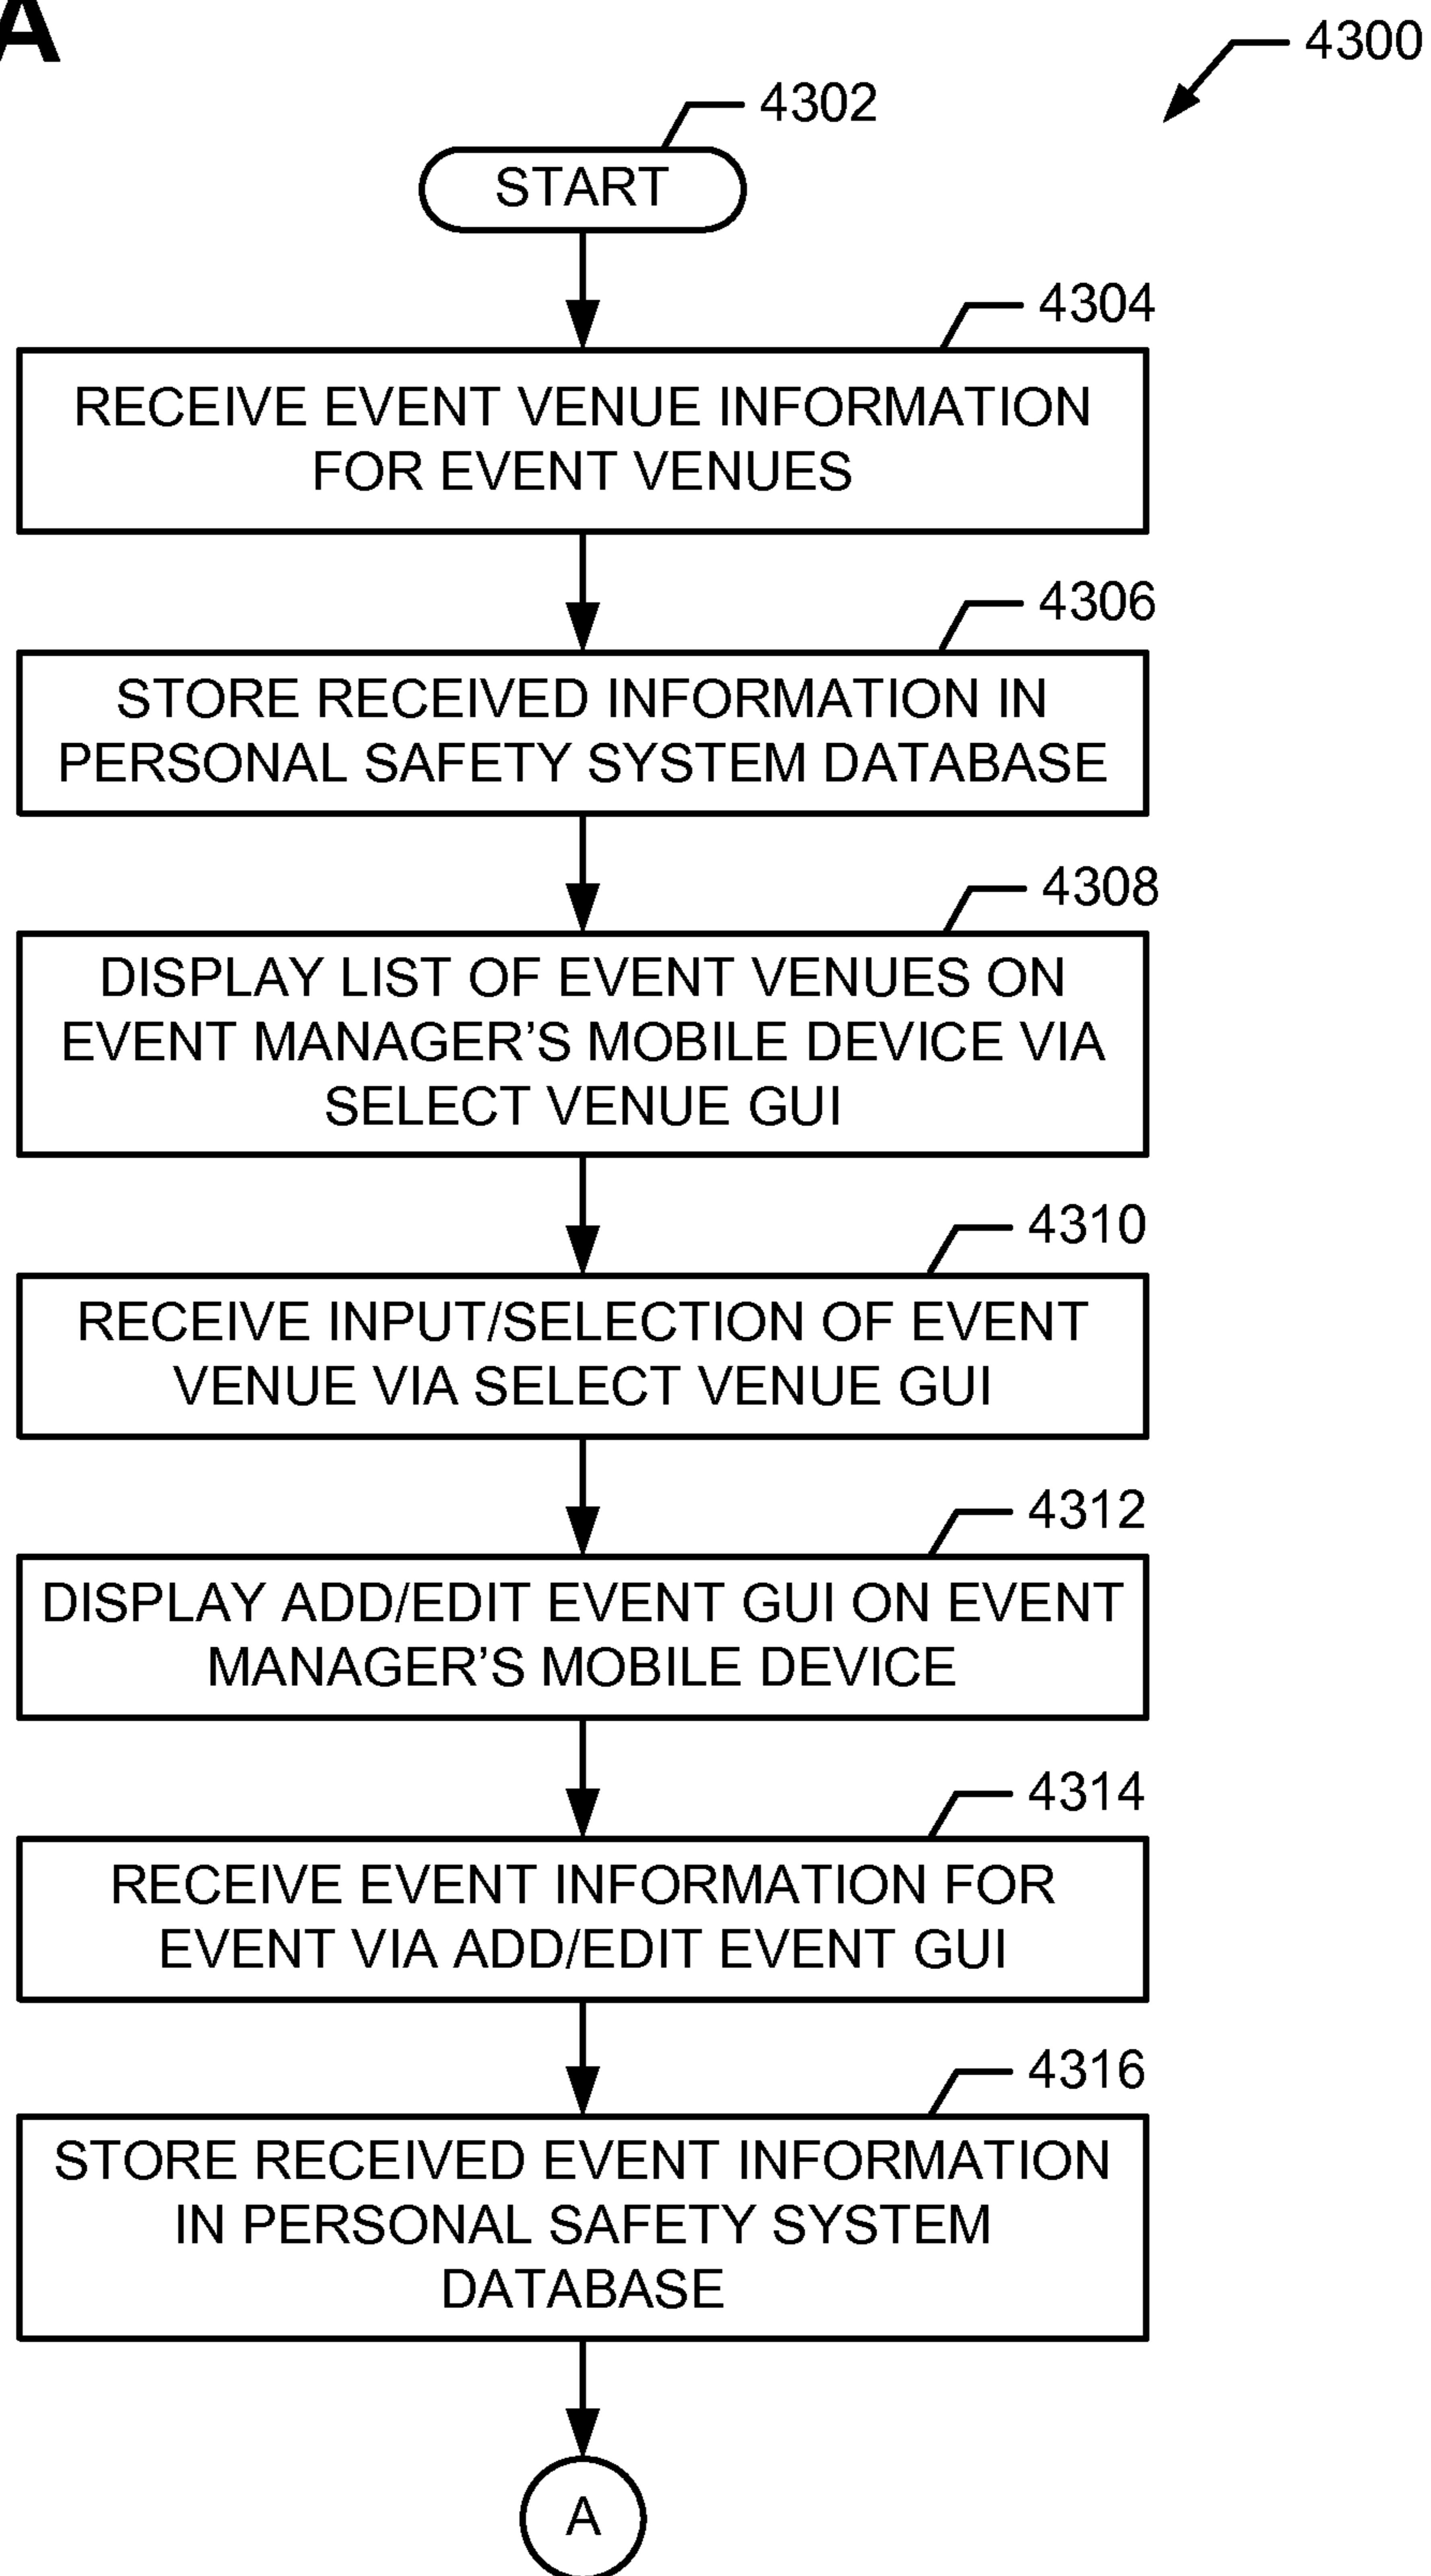 A
4300
4302
START
4304
RECEIVE EVENT VENUE INFORMATION
FOR EVENT VENUES
4306
STORE RECEIVED INFORMATION IN
PERSONAL SAFETY SYSTEM DATABASE
4308
DISPLAY LIST OF EVENT VENUES ON
EVENT MANAGER’S MOBILE DEVICE VIA
SELECT VENUE GUI
4310
RECEIVE INPUT/SELECTION OF EVENT
VENUE VIA SELECT VENUE GUI
4312
DISPLAY ADD/EDIT EVENT GUI ON EVENT
MANAGER’S MOBILE DEVICE
4314
RECEIVE EVENT INFORMATION FOR
EVENT VIA ADD/EDIT EVENT GUI
4316
STORE RECEIVED EVENT INFORMATION
IN PERSONAL SAFETY SYSTEM
DATABASE
A